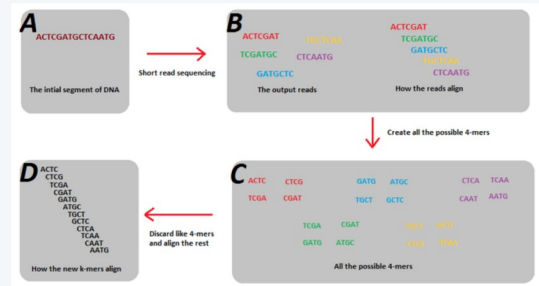 A
ACTCGATGCTCAATG
The intial segment of DNA
Short read sequencing
B
ACTCGAT
TCGATGC
CTCAATG
GATGCTC
The output reads
ACTCGAT
TCGATGC
GATGCTC
CTCAATG
How the reads align
Create all the possible 4-mers
C
ACTC CTCG
TCGA CGAT
GATG ATGC
TGCT GCTC
CTCA TCAA
CAAT AATG
TCGA CGAT
GATG ATGC
All the possible 4-mers
Discard like 4-mers
and align the rest
D
ACTC
CTCG
TCGA
CGAT
GATG
ATGC
TGCT
GCTC
CTCA
TCAA
CAAT
AATG
How the new k-mers align